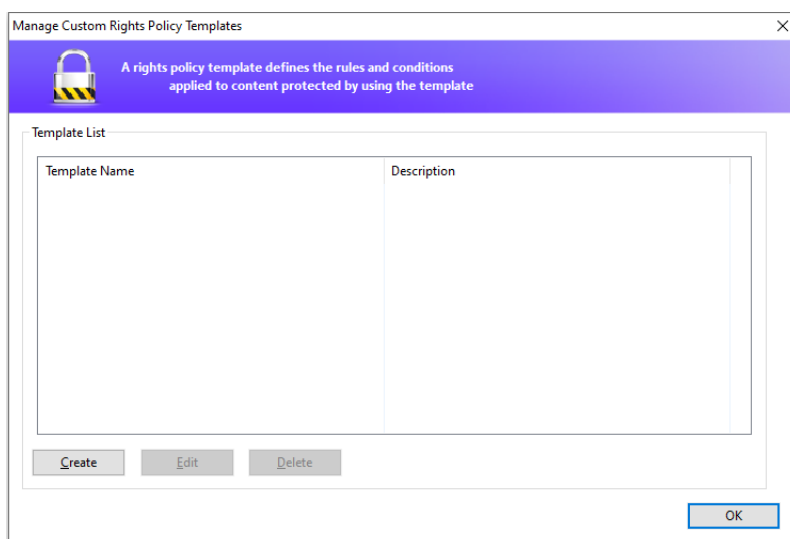 Manage Custom Rights Policy Templates
A rights policy template defines the rules and conditions
applied to content protected by using the template
Template List
Template Name Description
Create Edit Delete
OK